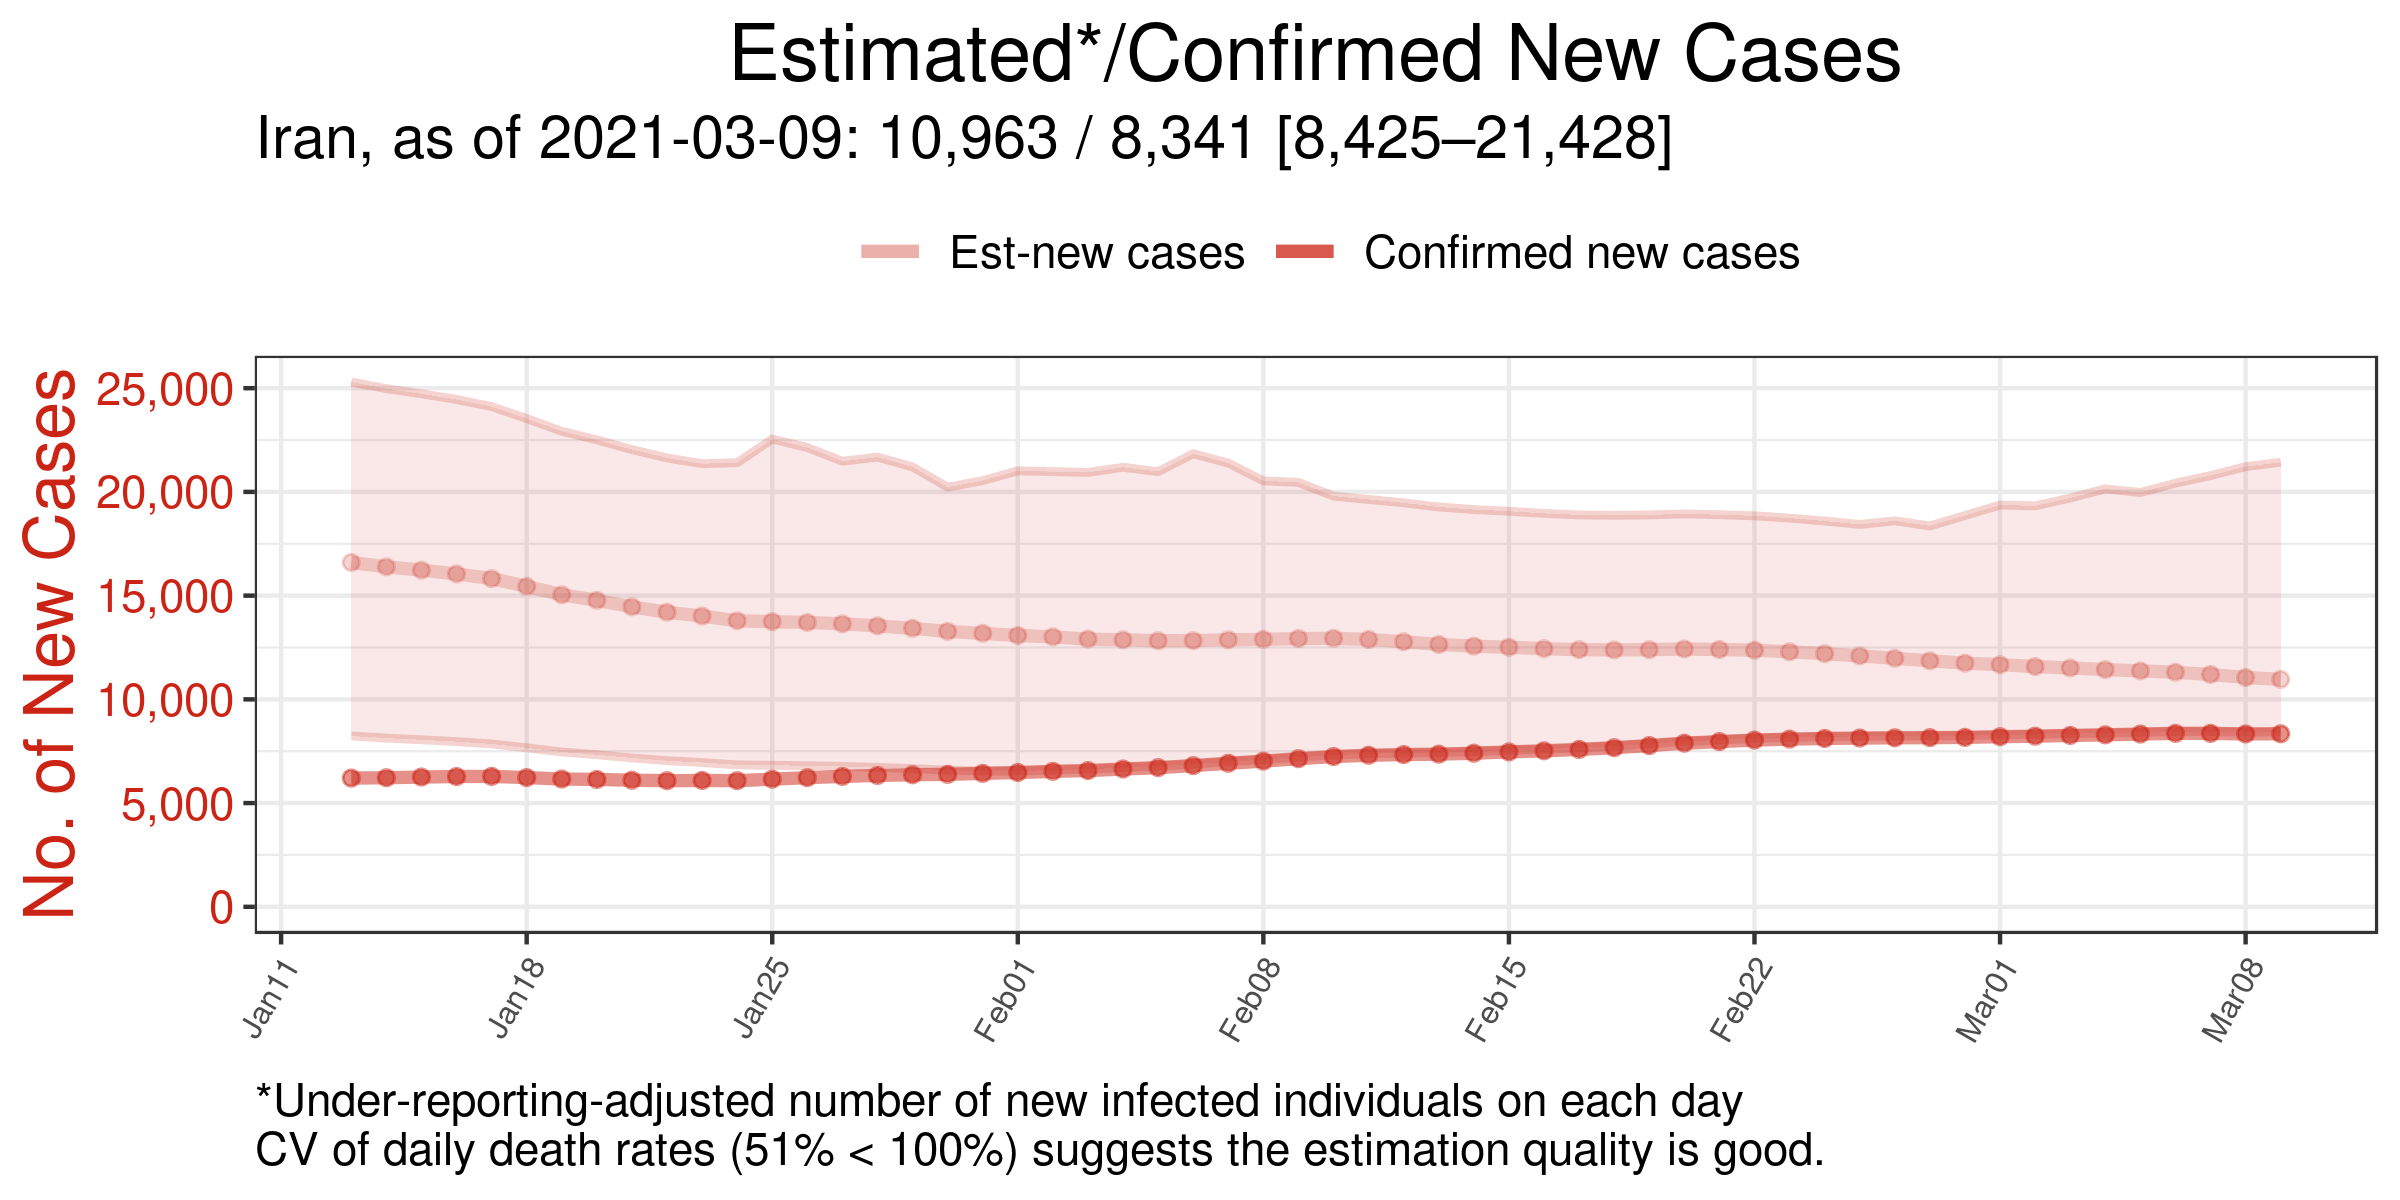 Estimated*/Confirmed New Cases
Iran, as of 2021-03-09: 10,963 / 8,341 [8,425–21,428]
Est-new cases Confirmed new cases
No. of New Cases
25,000
20,000
15,000
10,000
5,000
0
Jan11 Jan18 Jan25 Feb01 Feb08 Feb15 Feb22 Mar01 Mar08
*Under-reporting-adjusted number of new infected individuals on each day
CV of daily death rates (51% < 100%) suggests the estimation quality is good.